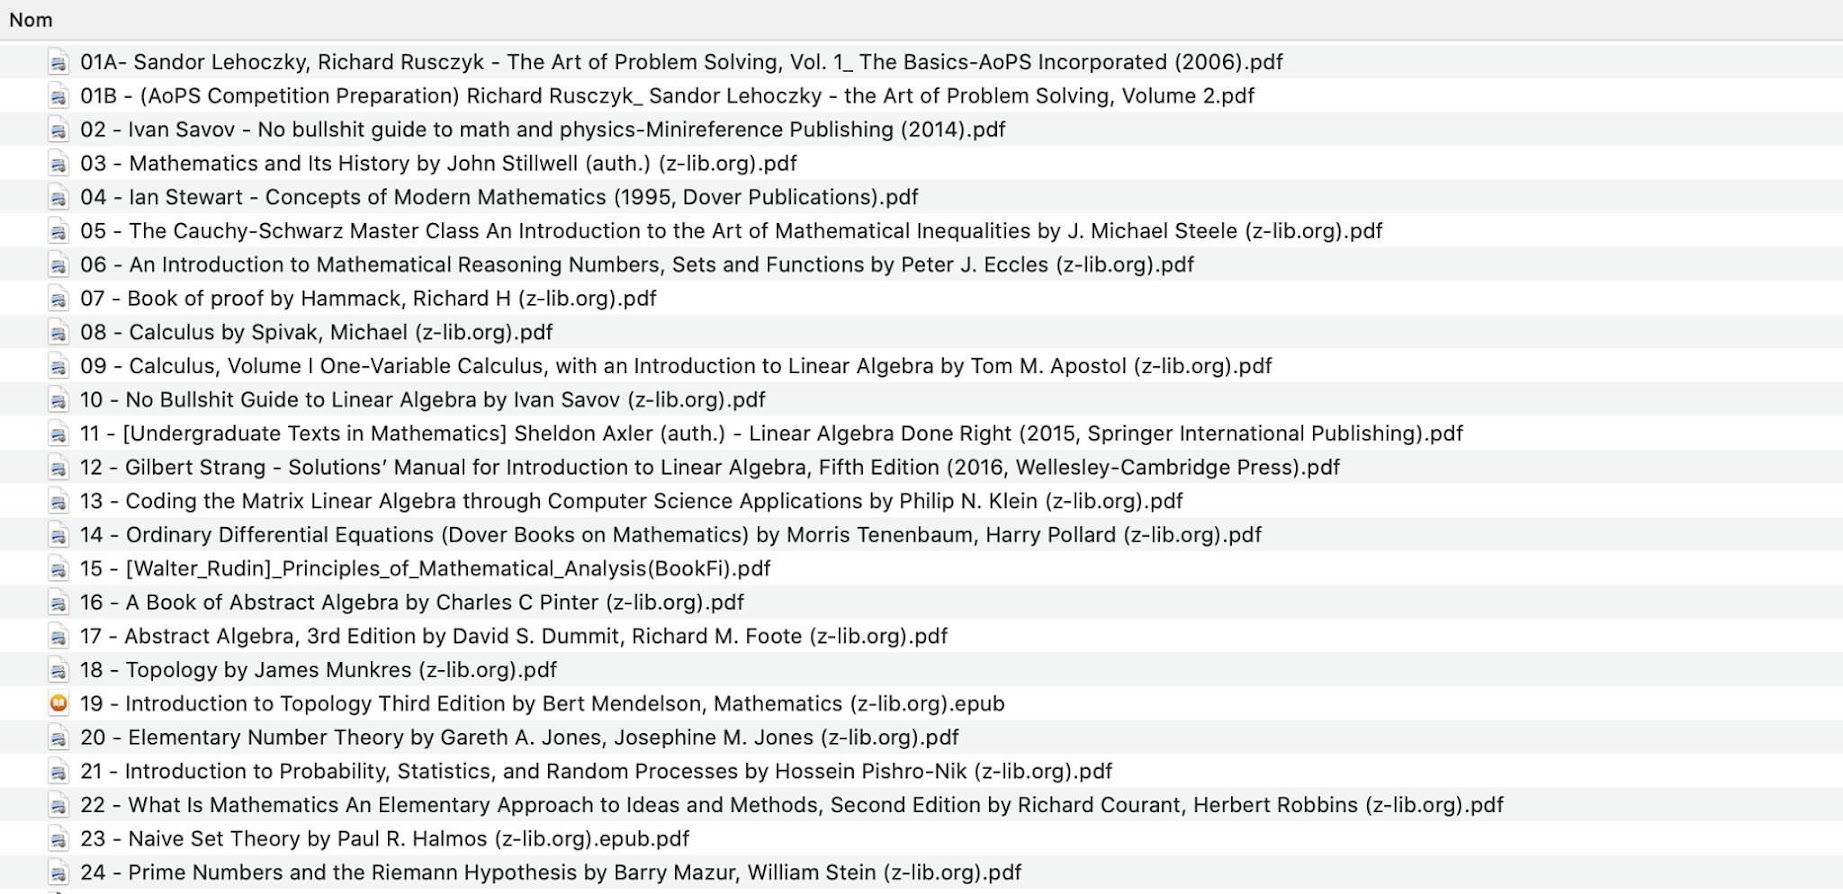 Nom
01A- Sandor Lehoczky, Richard Rusczyk - The Art of Problem Solving, Vol. 1_ The Basics-AoPS Incorporated (2006).pdf
01B - (AoPS Competition Preparation) Richard Rusczyk_ Sandor Lehoczky - the Art of Problem Solving, Volume 2.pdf
02 - Ivan Savov - No bullshit guide to math and physics-Minireference Publishing (2014).pdf
03 - Mathematics and Its History by John Stillwell (auth.) (z-lib.org).pdf
04 - Ian Stewart - Concepts of Modern Mathematics (1995, Dover Publications).pdf
05 - The Cauchy-Schwarz Master Class An Introduction to the Art of Mathematical Inequalities by J. Michael Steele (z-lib.org).pdf
06 - An Introduction to Mathematical Reasoning Numbers, Sets and Functions by Peter J. Eccles (z-lib.org).pdf
07 - Book of proof by Hammack, Richard H (z-lib.org).pdf
08 - Calculus by Spivak, Michael (z-lib.org).pdf
09 - Calculus, Volume I One-Variable Calculus, with an Introduction to Linear Algebra by Tom M. Apostol (z-lib.org).pdf
10 - No Bullshit Guide to Linear Algebra by Ivan Savov (z-lib.org).pdf
11 - [Undergraduate Texts in Mathematics] Sheldon Axler (auth.) - Linear Algebra Done Right (2015, Springer International Publishing).pdf
12 - Gilbert Strang - Solutions’ Manual for Introduction to Linear Algebra, Fifth Edition (2016, Wellesley-Cambridge Press).pdf
13 - Coding the Matrix Linear Algebra through Computer Science Applications by Philip N. Klein (z-lib.org).pdf
14 - Ordinary Differential Equations (Dover Books on Mathematics) by Morris Tenenbaum, Harry Pollard (z-lib.org).pdf
15 - [Walter_Rudin]_Principles_of_Mathematical_Analysis(BookFi).pdf
16 - A Book of Abstract Algebra by Charles C Pinter (z-lib.org).pdf
17 - Abstract Algebra, 3rd Edition by David S. Dummit, Richard M. Foote (z-lib.org).pdf
18 - Topology by James Munkres (z-lib.org).pdf
19 - Introduction to Topology Third Edition by Bert Mendelson, Mathematics (z-lib.org).epub
20 - Elementary Number Theory by Gareth A. Jones, Josephine M. Jones (z-lib.org).pdf
21 - Introduction to Probability, Statistics, and Random Processes by Hossein Pishro-Nik (z-lib.org).pdf
22 - What Is Mathematics An Elementary Approach to Ideas and Methods, Second Edition by Richard Courant, Herbert Robbins (z-lib.org).pdf
23 - Naive Set Theory by Paul R. Halmos (z-lib.org).epub.pdf
24 - Prime Numbers and the Riemann Hypothesis by Barry Mazur, William Stein (z-lib.org).pdf